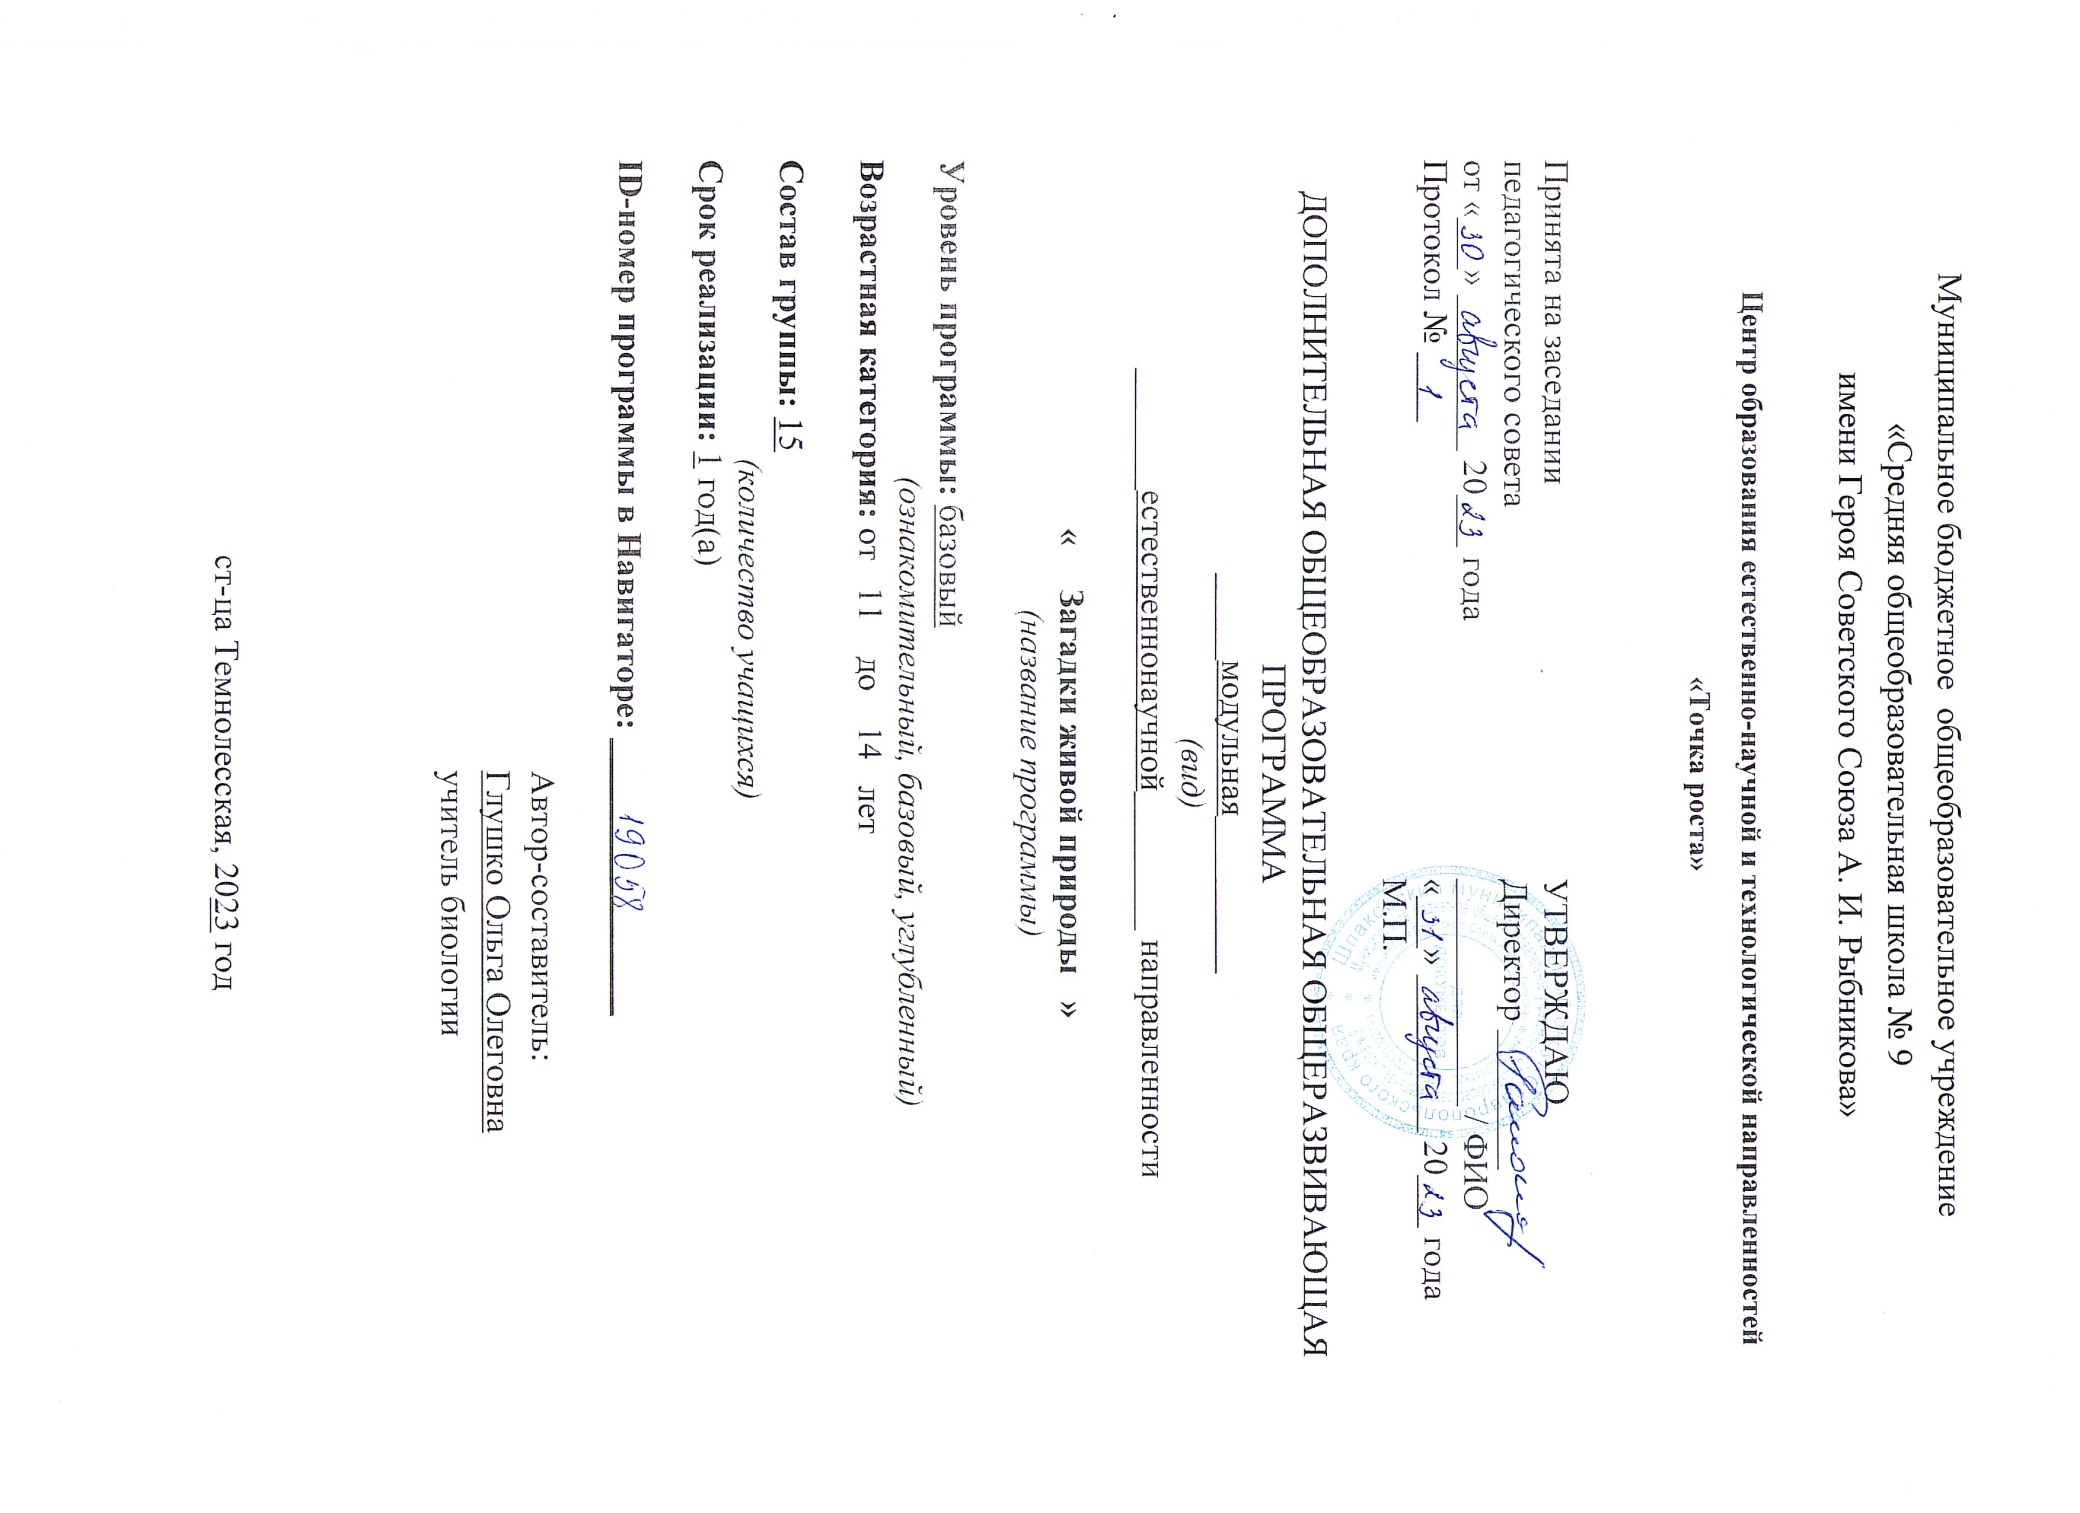 Муниципальное бюджетное общеобразовательное учреждение
«Средняя общеобразовательная школа № 9
имени Героя Советского Союза А. И. Рыбникова»
Центр образования естественно-научной и технологической направленностей
«Точка роста»
Принята на заседании
педагогического совета
от «30» августа 2023 года
Протокол № 1
УТВЕРЖДАЮ
Директор
/ ФИО
«31» августа 2023 года
М.П.
ДОПОЛНИТЕЛЬНАЯ ОБЩЕОБРАЗОВАТЕЛЬНАЯ ОБЩЕРАЗВИВАЮЩАЯ
ПРОГРАММА
модульная
(вид))
естественнонаучной направленности
« Загадки живой природы »
(название программы)
Уровень программы: базовый
(ознакомительный, базовый, углубленный)
Возрастная категория: от 11 до 14 лет
Состав группы: 15
(количество учащихся)
Срок реализации: 1 год(а)
ID-номер программы в Навигаторе: 19058
Автор-составитель:
Глушко Ольга Олеговна
учитель биологии
ст-ца Темнолесская, 2023 год